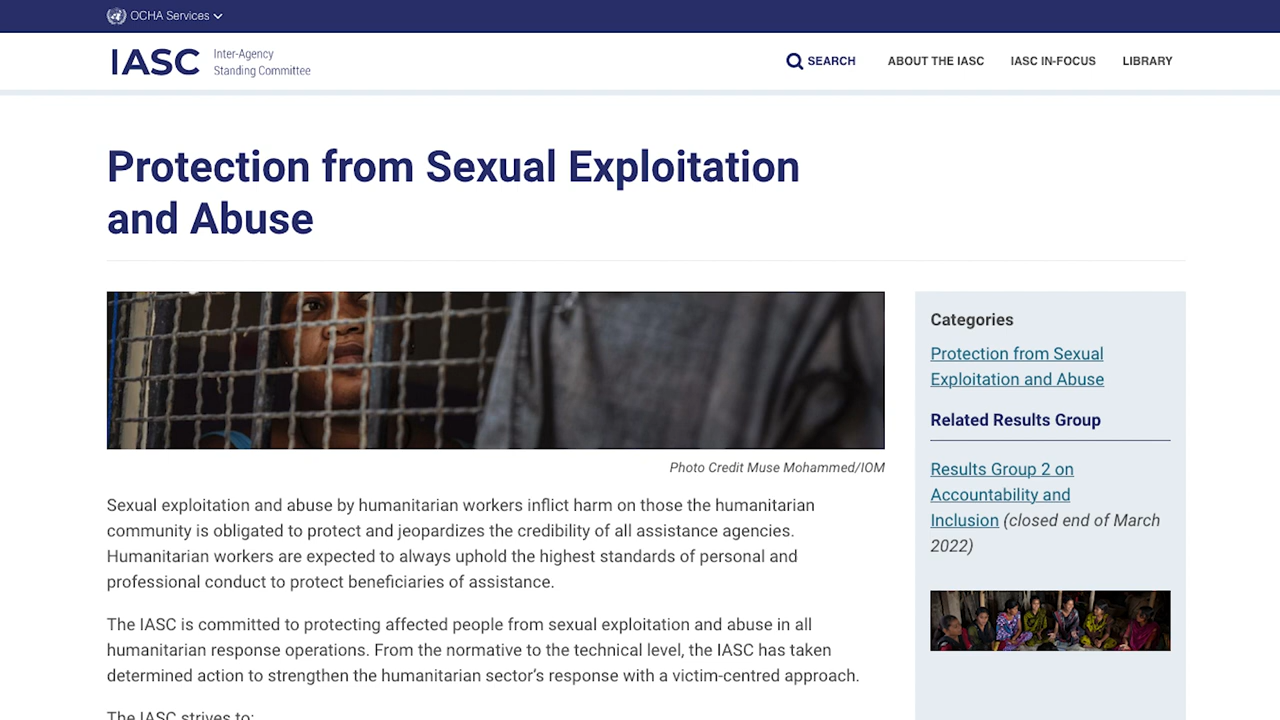 OCHA Services
IASC
Inter-Agency
Standing Committee
SEARCH
ABOUT THE IASC
IASC IN-FOCUS
LIBRARY
Protection from Sexual Exploitation
and Abuse
Photo Credit Muse Mohammed/IOM
Sexual exploitation and abuse by humanitarian workers inflict harm on those the humanitarian
community is obligated to protect and jeopardizes the credibility of all assistance agencies.
Humanitarian workers are expected to always uphold the highest standards of personal and
professional conduct to protect beneficiaries of assistance.
The IASC is committed to protecting affected people from sexual exploitation and abuse in all
humanitarian response operations. From the normative to the technical level, the IASC has taken
determined action to strengthen the humanitarian sector’s response with a victim-centred approach.
The IASC strives to:
Categories
Protection from Sexual
Exploitation and Abuse
Related Results Group
Results Group 2 on
Accountability and
Inclusion (closed end of March
2022)